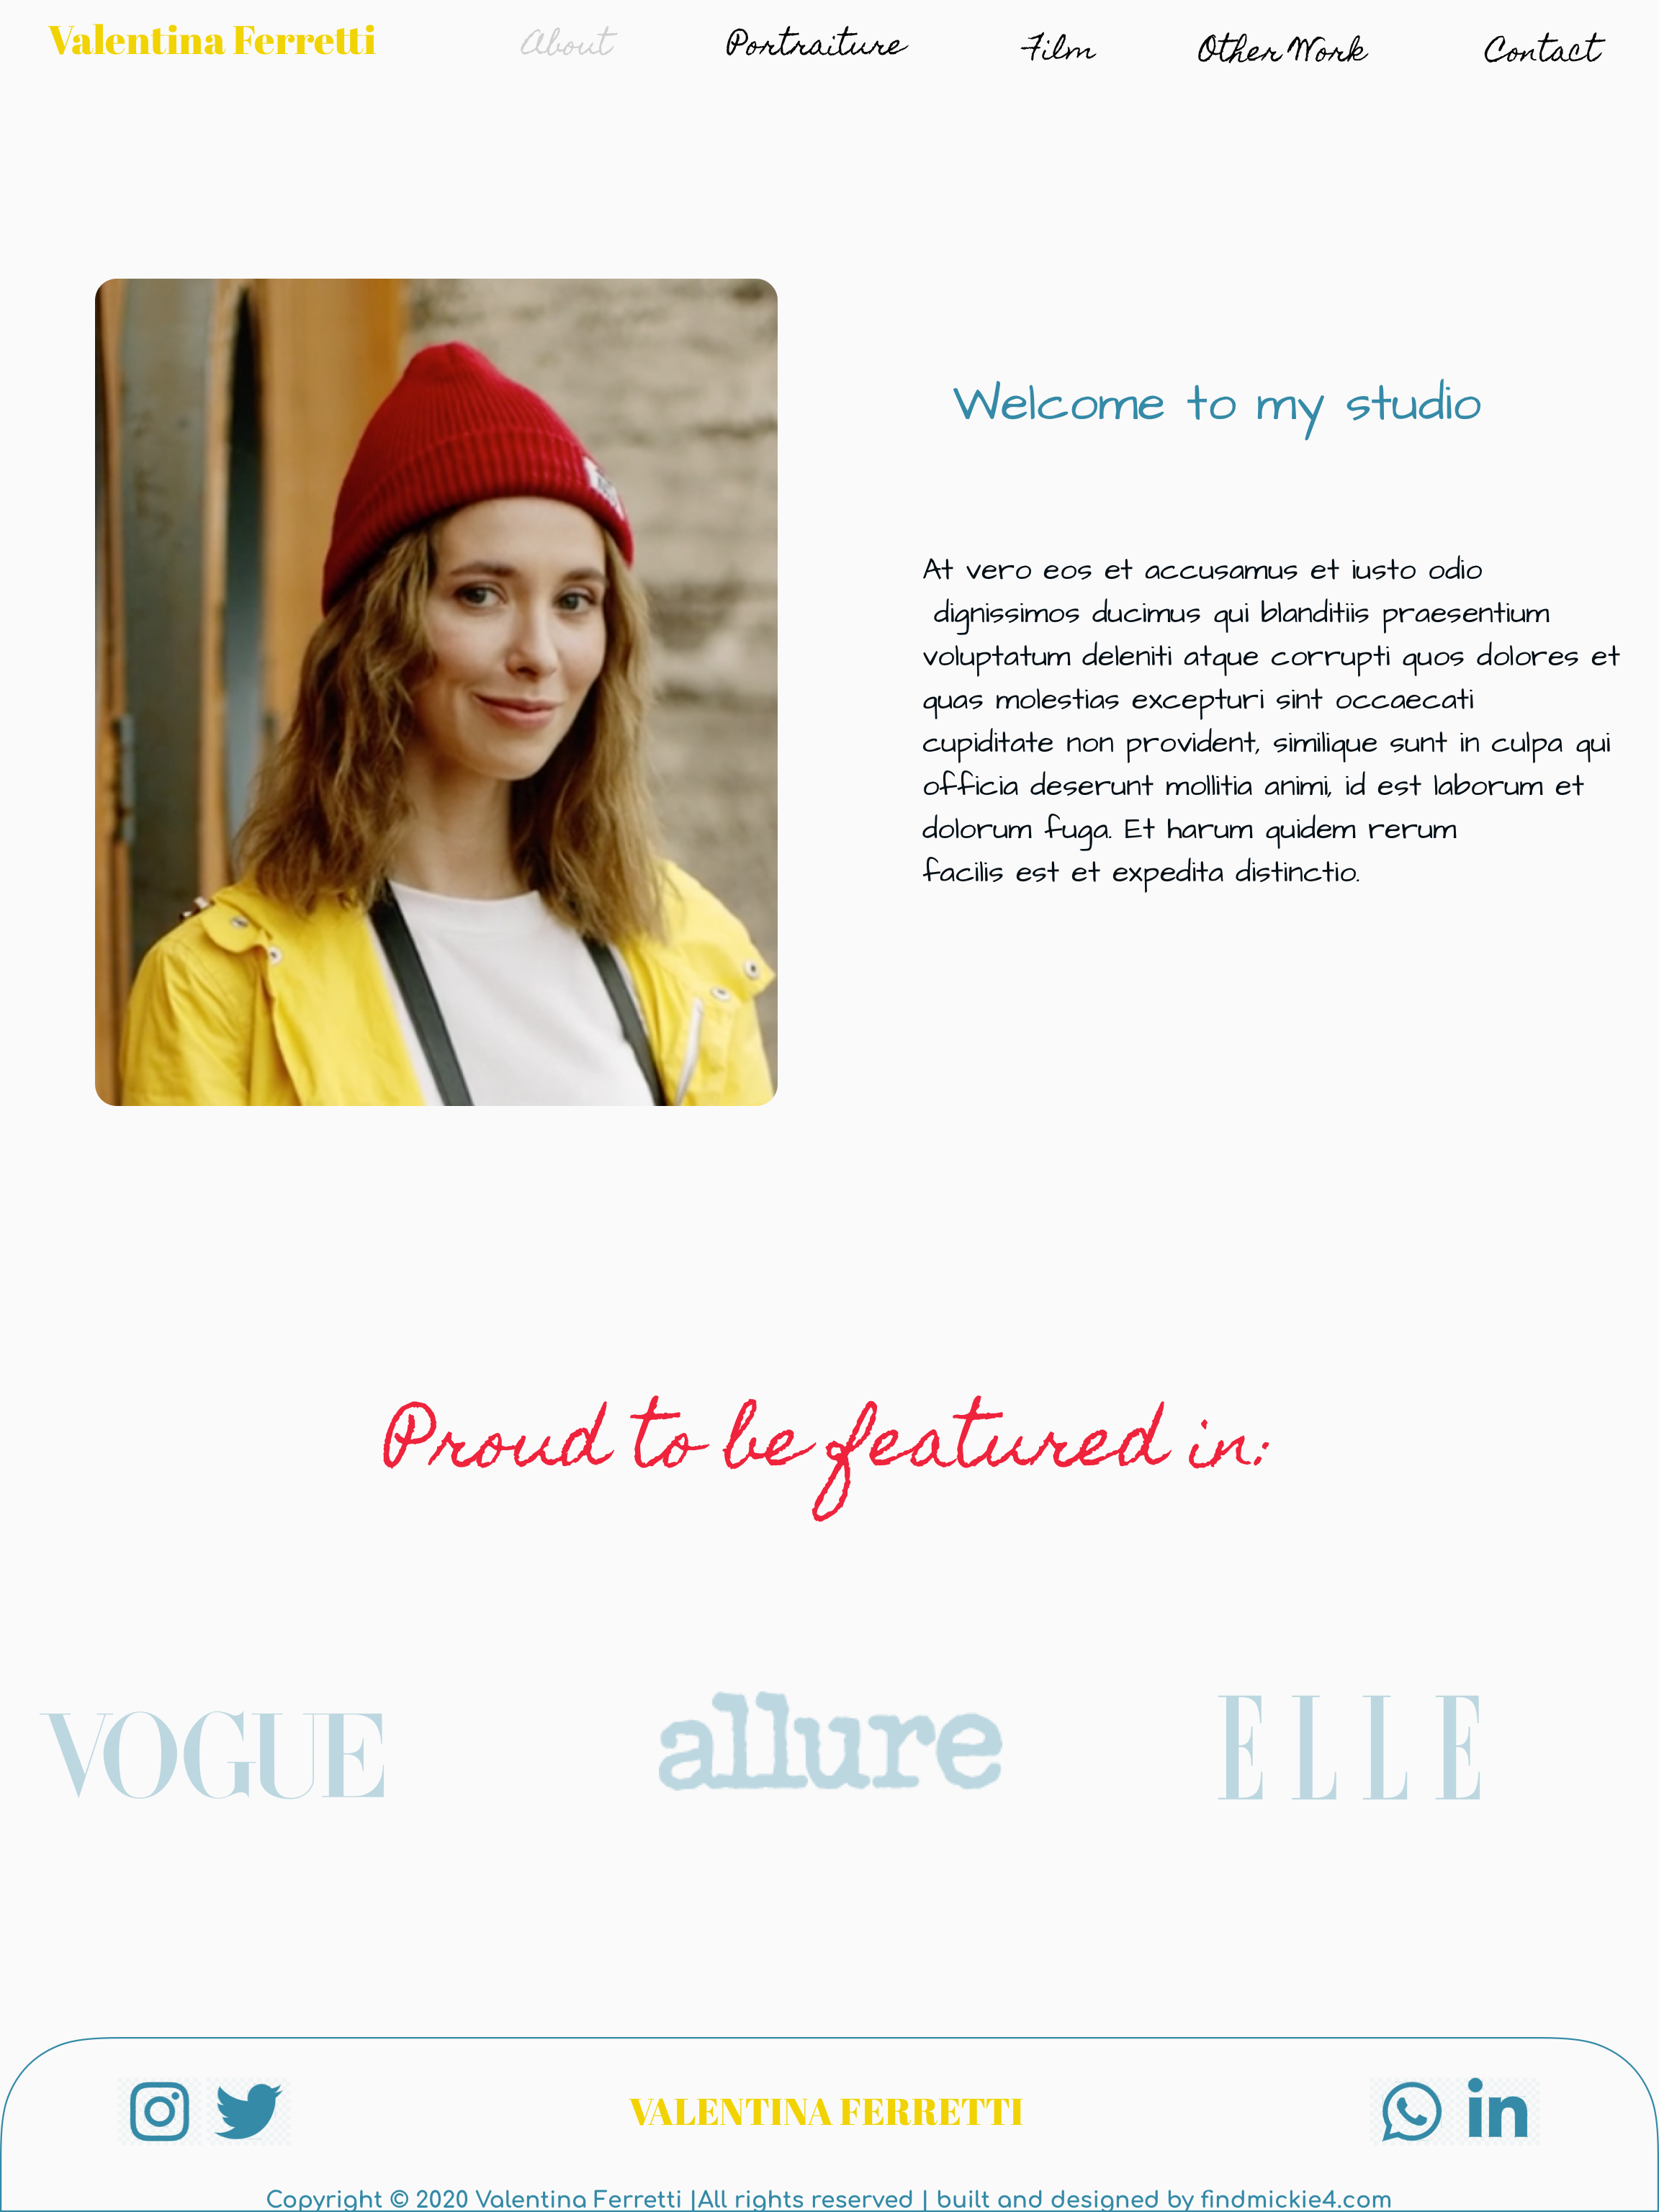 Valentina Ferretti About Portraiture Film Other Work Contact
Welcome to my studio
At vero eos et accusamus et iusto odio
dignissimos ducimus qui blanditiis praesentium
voluptatum deleniti atque corrupti quos dolores et
quas molestias excepturi sint occaecati
cupiditate non provident, similique sunt in culpa qui
officia deserunt mollitia animi, id est laborum et
dolorum fuga. Et harum quidem rerum
facilis est et expedita distinctio.
Proud to be featured in:
VOGUE allure ELLE
in
VALENTINA FERRETTI
Copyright © 2020 Valentina Ferretti |All rights reserved | built and designed by findmickie4.com